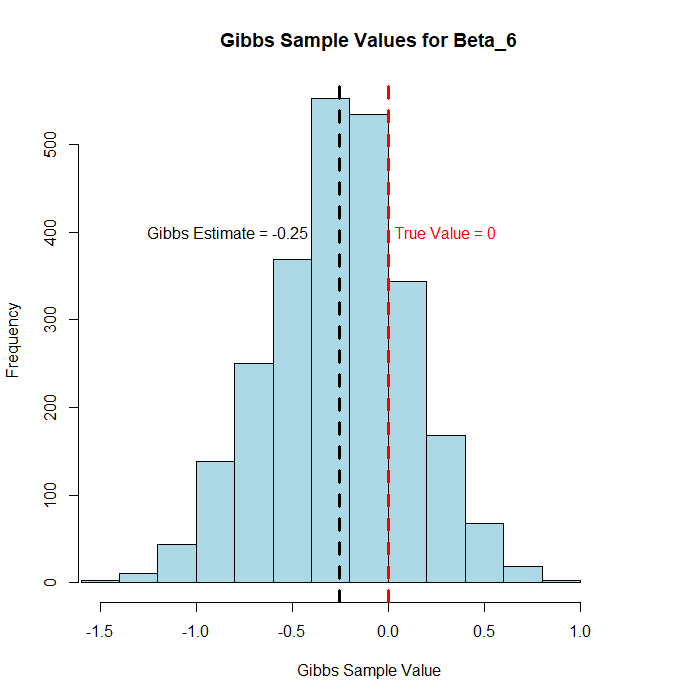 Gibbs Sample Values for Beta_6
Frequency
500
400
300
200
100
0
Gibbs Estimate = -0.25
True Value = 0
-1.5 -1.0 -0.5 0.0 0.5 1.0
Gibbs Sample Value